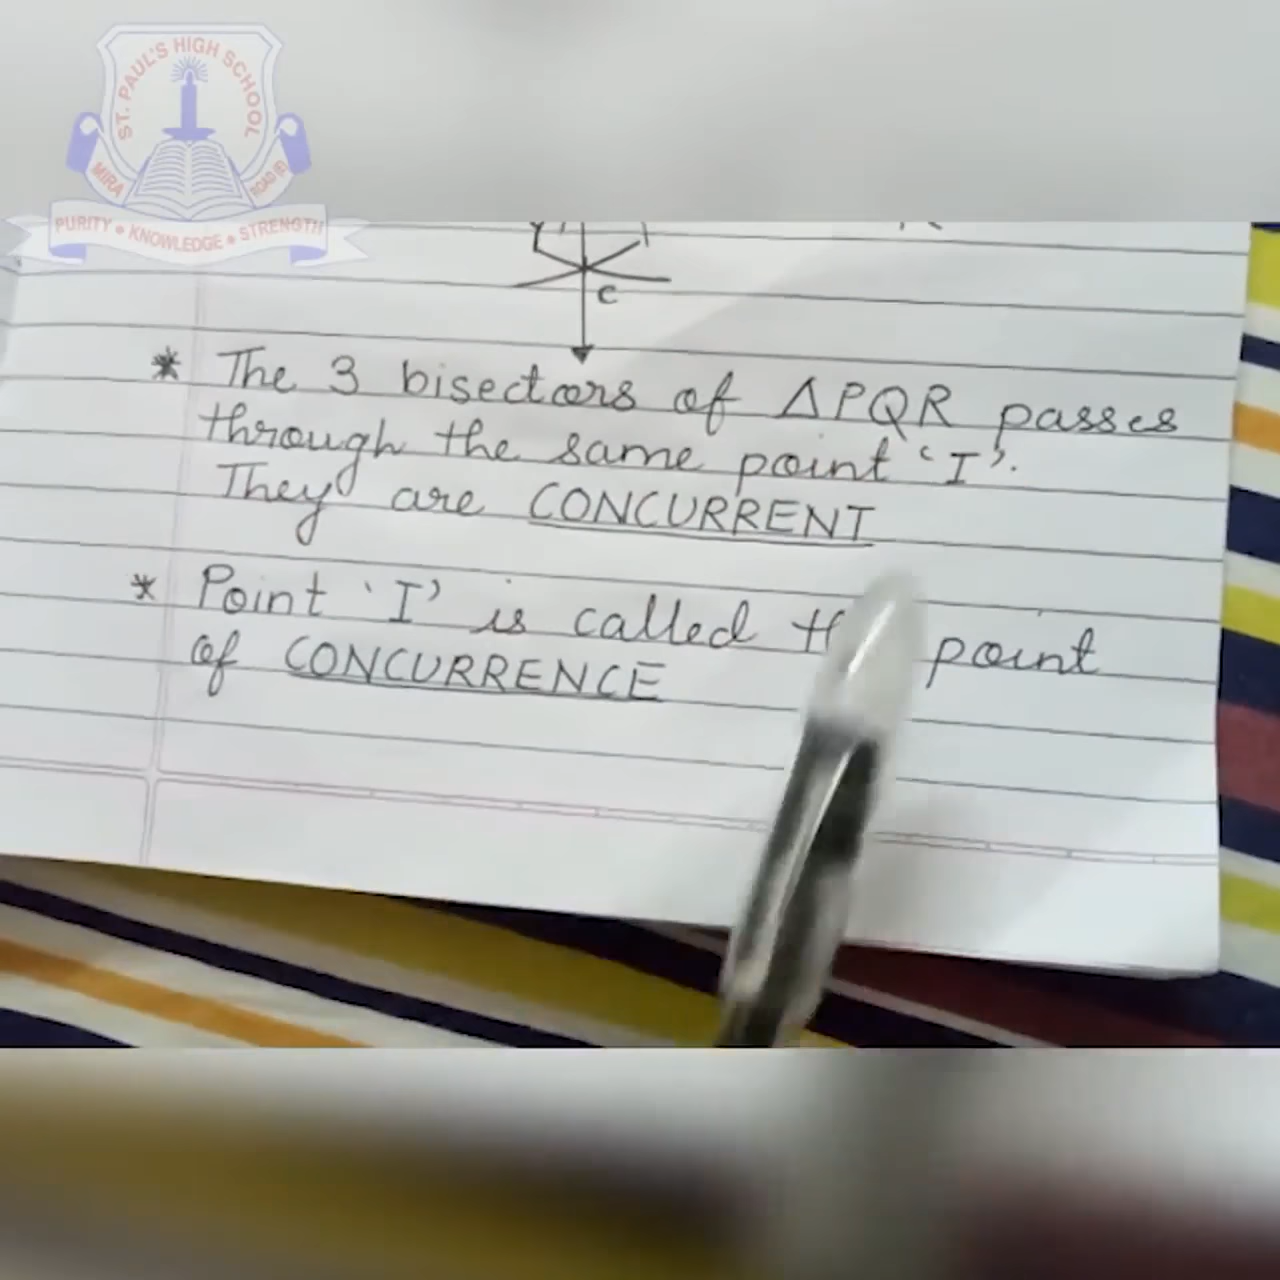 ST. PAUL'S HIGH SCHOOL
MIRA ROAD (E)
PURITY • KNOWLEDGE • STRENGTH
c
* The 3 bisectors of △PQR passes
through the same point 'I'.
They are CONCURRENT
* Point 'I' is called point
of CONCURRENCE